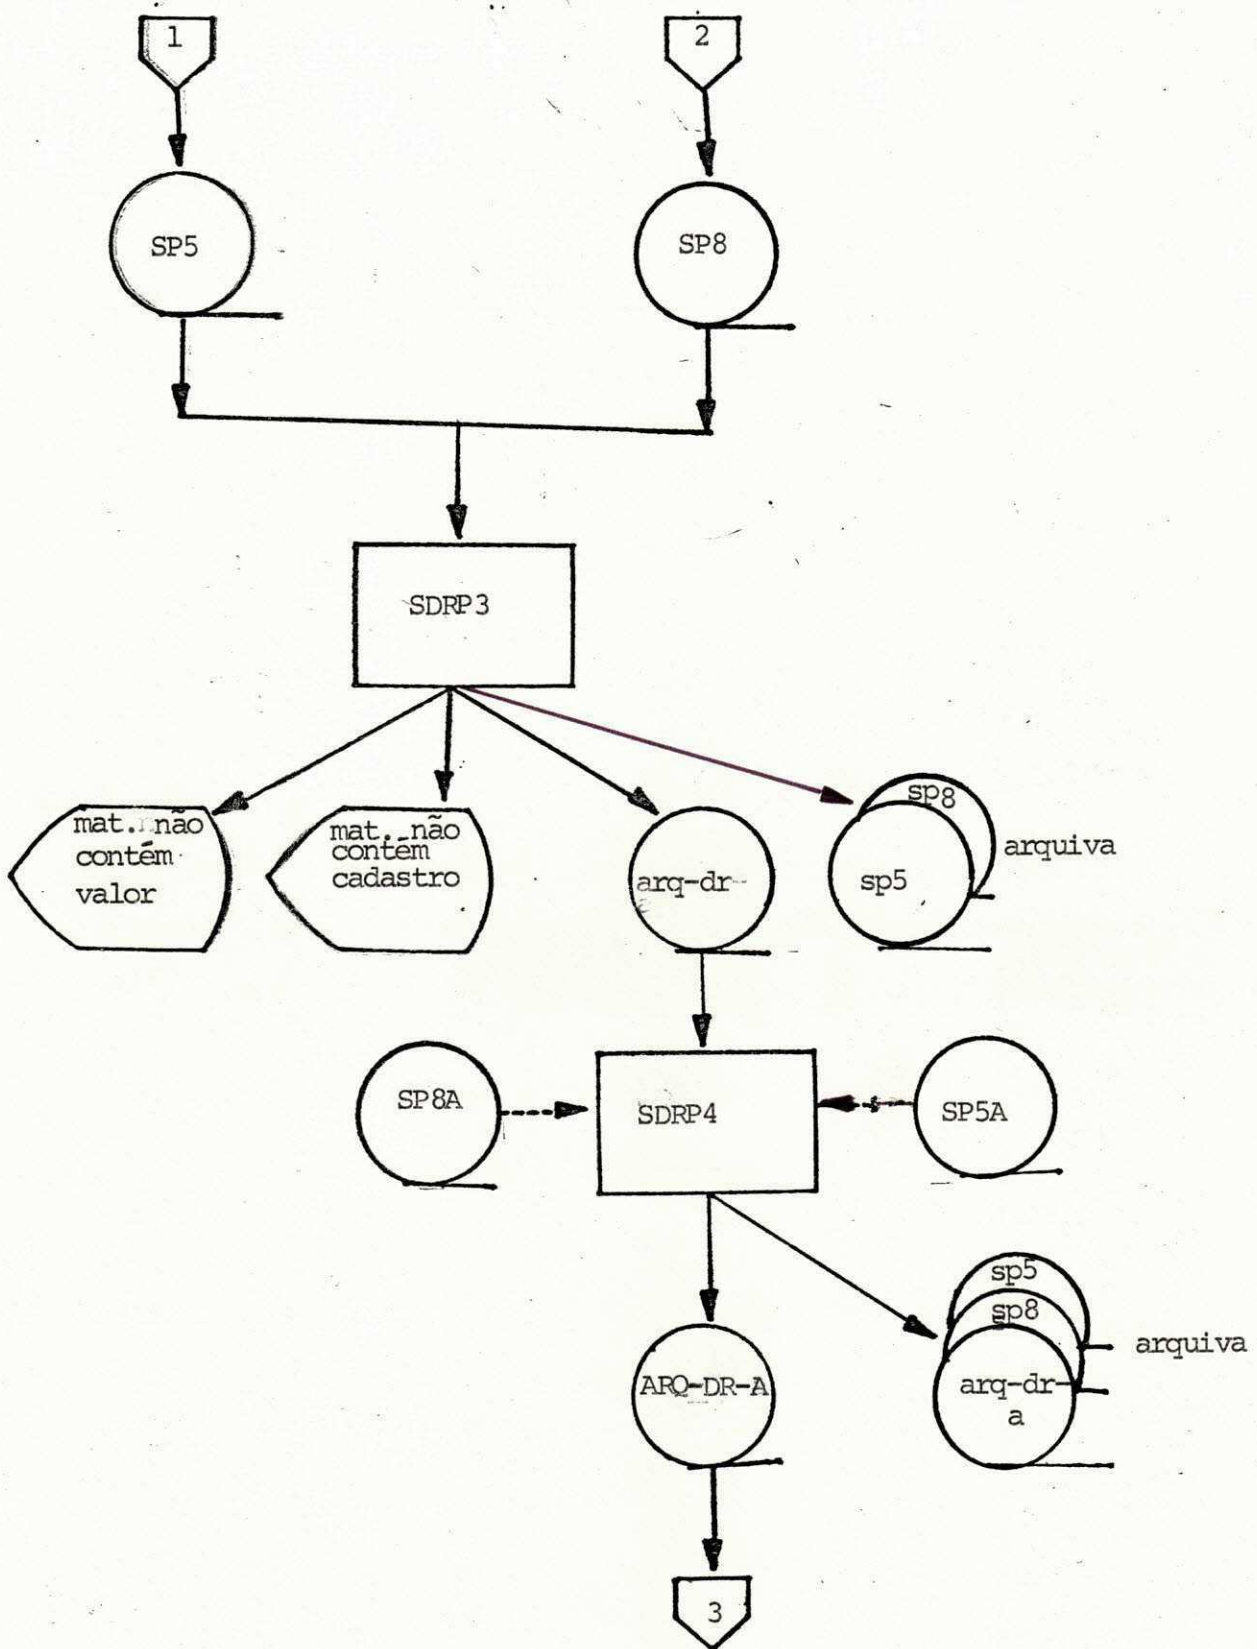 1
2
SP5
SP8
SDRP3
mat. não
contém
valor
mat. não
contém
cadastro
arq-dr
sp8
sp5
arquiva
SP8A
SDRP4
SP5A
ARQ-DR-A
sp5
sp8
arq-dr-
a
arquiva
3